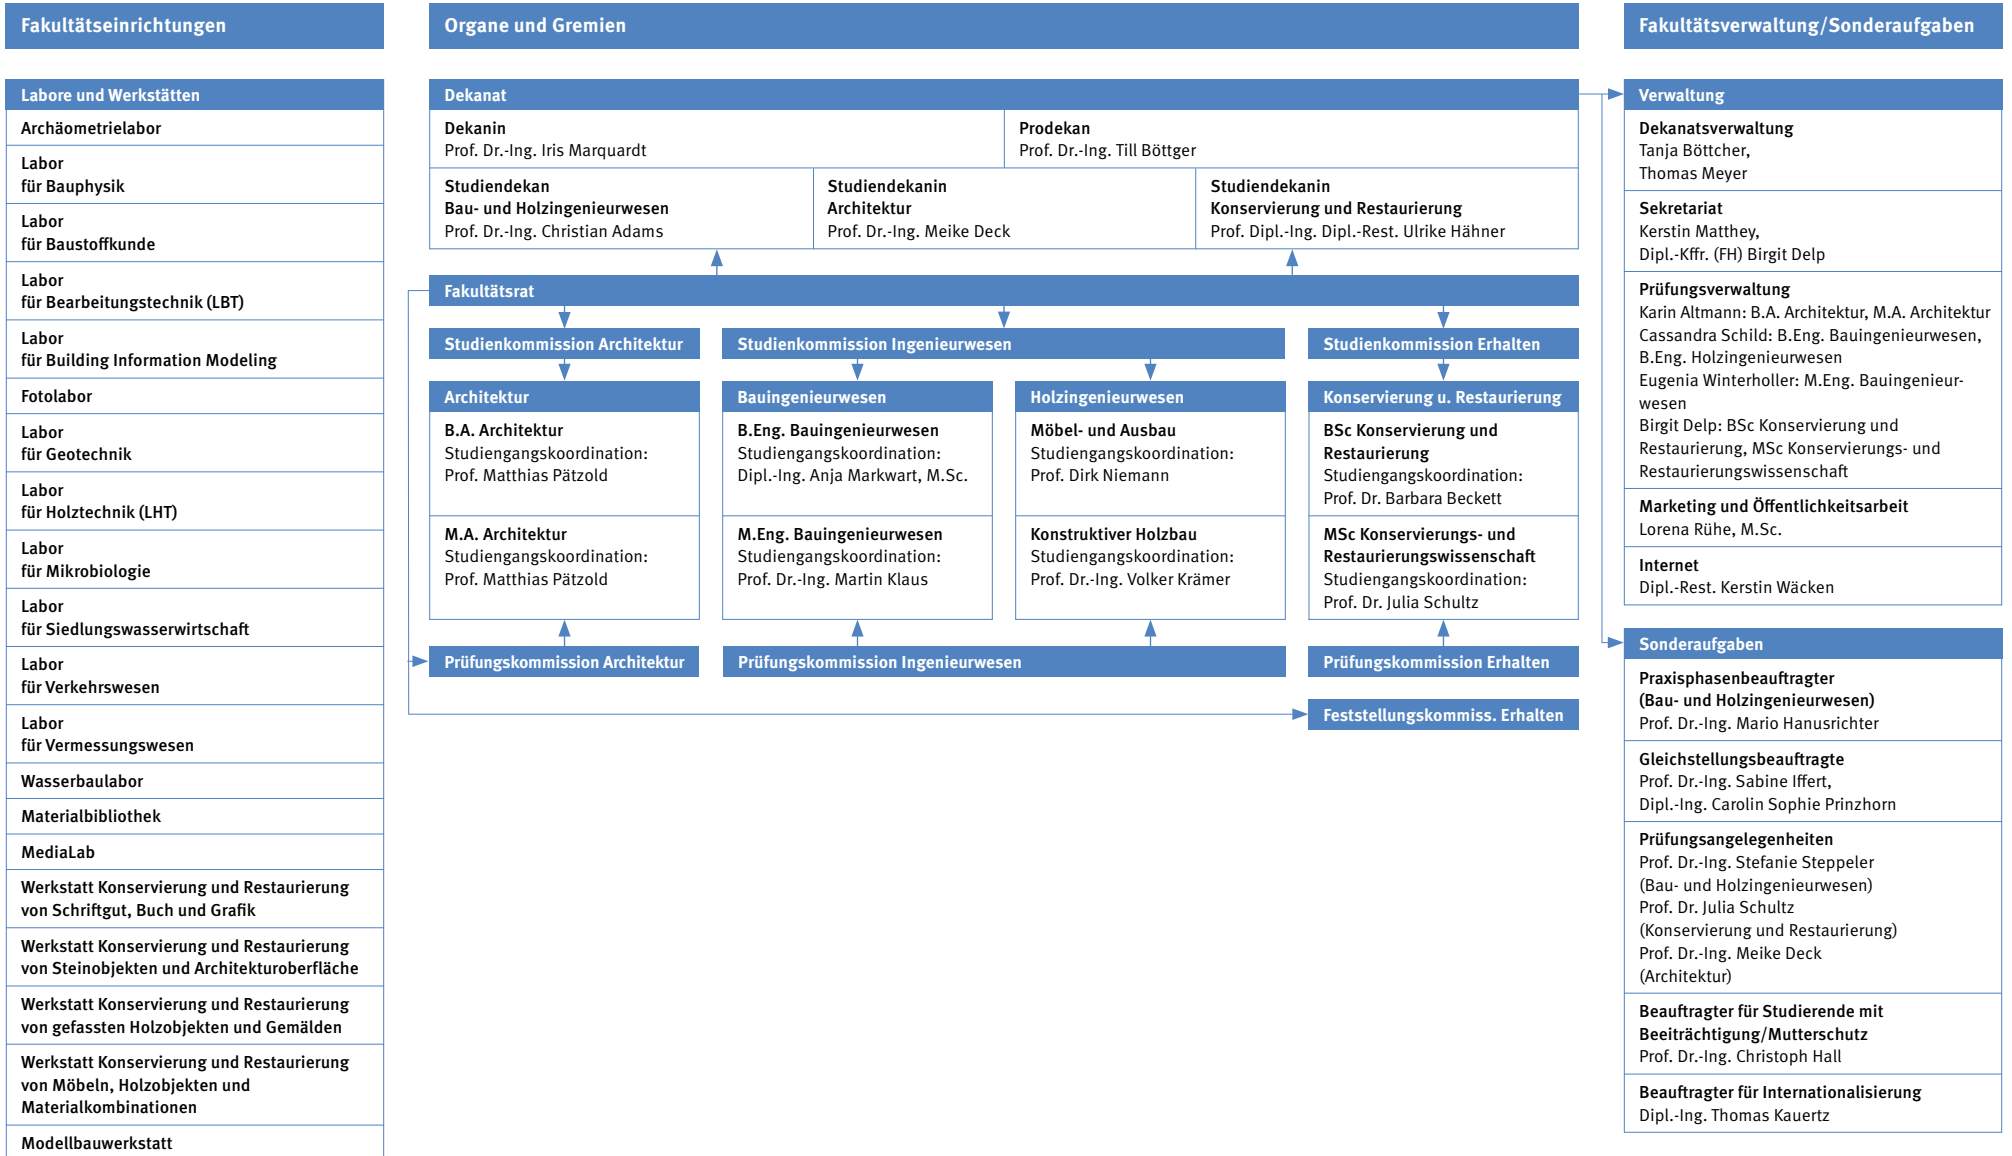 Fakultätseinrichtungen
Labore und Werkstätten
Archäometrielabor
Labor
für Bauphysik
Labor
für Baustoffkunde
Labor
für Bearbeitungstechnik (LBT)
Labor
für Building Information Modeling
Fotolabor
Labor
für Geotechnik
Labor
für Holztechnik (LHT)
Labor
für Mikrobiologie
Labor
für Siedlungswasserwirtschaft
Labor
für Verkehrswesen
Labor
für Vermessungswesen
Wasserbaulabor
Materialbibliothek
MediaLab
Werkstatt Konservierung und Restaurierung
von Schriftgut, Buch und Grafik
Werkstatt Konservierung und Restaurierung
von Steinobjekten und Architekturoberfläche
Werkstatt Konservierung und Restaurierung
von gefassten Holzobjekten und Gemälden
Werkstatt Konservierung und Restaurierung
von Möbeln, Holzobjekten und
Materialkombinationen
Modellbauwerkstatt
Organe und Gremien
Dekanat
Dekanin
Prof. Dr.-Ing. Iris Marquardt
Prodekan
Prof. Dr.-Ing. Till Böttger
Studiendekan
Bau- und Holzingenieurwesen
Prof. Dr.-Ing. Christian Adams
Studiendekanin
Architektur
Prof. Dr.-Ing. Meike Deck
Studiendekanin
Konservierung und Restaurierung
Prof. Dipl.-Ing. Dipl.-Rest. Ulrike Hähner
Fakultätsrat
Studienkommission Architektur
Studienkommission Ingenieurwesen
Studienkommission Erhalten
Architektur
B.A. Architektur
Studiengangskoordination:
Prof. Matthias Pätzold
M.A. Architektur
Studiengangskoordination:
Prof. Matthias Pätzold
Bauingenieurwesen
B.Eng. Bauingenieurwesen
Studiengangskoordination:
Dipl.-Ing. Anja Markwart, M.Sc.
M.Eng. Bauingenieurwesen
Studiengangskoordination:
Prof. Dr.-Ing. Martin Klaus
Holzingenieurwesen
Möbel- und Ausbau
Studiengangskoordination:
Prof. Dirk Niemann
Konstruktiver Holzbau
Studiengangskoordination:
Prof. Dr.-Ing. Volker Krämer
Konservierung u. Restaurierung
BSc Konservierung und
Restaurierung
Studiengangskoordination:
Prof. Dr. Barbara Beckett
MSc Konservierungs- und
Restaurierungswissenschaft
Studiengangskoordination:
Prof. Dr. Julia Schultz
Prüfungskommission Architektur
Prüfungskommission Ingenieurwesen
Prüfungskommission Erhalten
Feststellungskommiss. Erhalten
Fakultätsverwaltung/Sonderaufgaben
Verwaltung
Dekanatsverwaltung
Tanja Böttcher,
Thomas Meyer
Sekretariat
Kerstin Matthey,
Dipl.-Kffr. (FH) Birgit Delp
Prüfungsverwaltung
Karin Altmann: B.A. Architektur, M.A. Architektur
Cassandra Schild: B.Eng. Bauingenieurwesen,
B.Eng. Holzingenieurwesen
Eugenia Winterholler: M.Eng. Bauingenieur-
wesen
Birgit Delp: BSc Konservierung und
Restaurierung, MSc Konservierungs- und
Restaurierungswissenschaft
Marketing und Öffentlichkeitsarbeit
Lorena Rühe, M.Sc.
Internet
Dipl.-Rest. Kerstin Wäcken
Sonderaufgaben
Praxisphasenbeauftragter
(Bau- und Holzingenieurwesen)
Prof. Dr.-Ing. Mario Hanusrichter
Gleichstellungsbeauftragte
Prof. Dr.-Ing. Sabine Iffert,
Dipl.-Ing. Carolin Sophie Prinzhorn
Prüfungsangelegenheiten
Prof. Dr.-Ing. Stefanie Steppeler
(Bau- und Holzingenieurwesen)
Prof. Dr. Julia Schultz
(Konservierung und Restaurierung)
Prof. Dr.-Ing. Meike Deck
(Architektur)
Beauftragter für Studierende mit
Beeiträchtigung/Mutterschutz
Prof. Dr.-Ing. Christoph Hall
Beauftragter für Internationalisierung
Dipl.-Ing. Thomas Kauertz